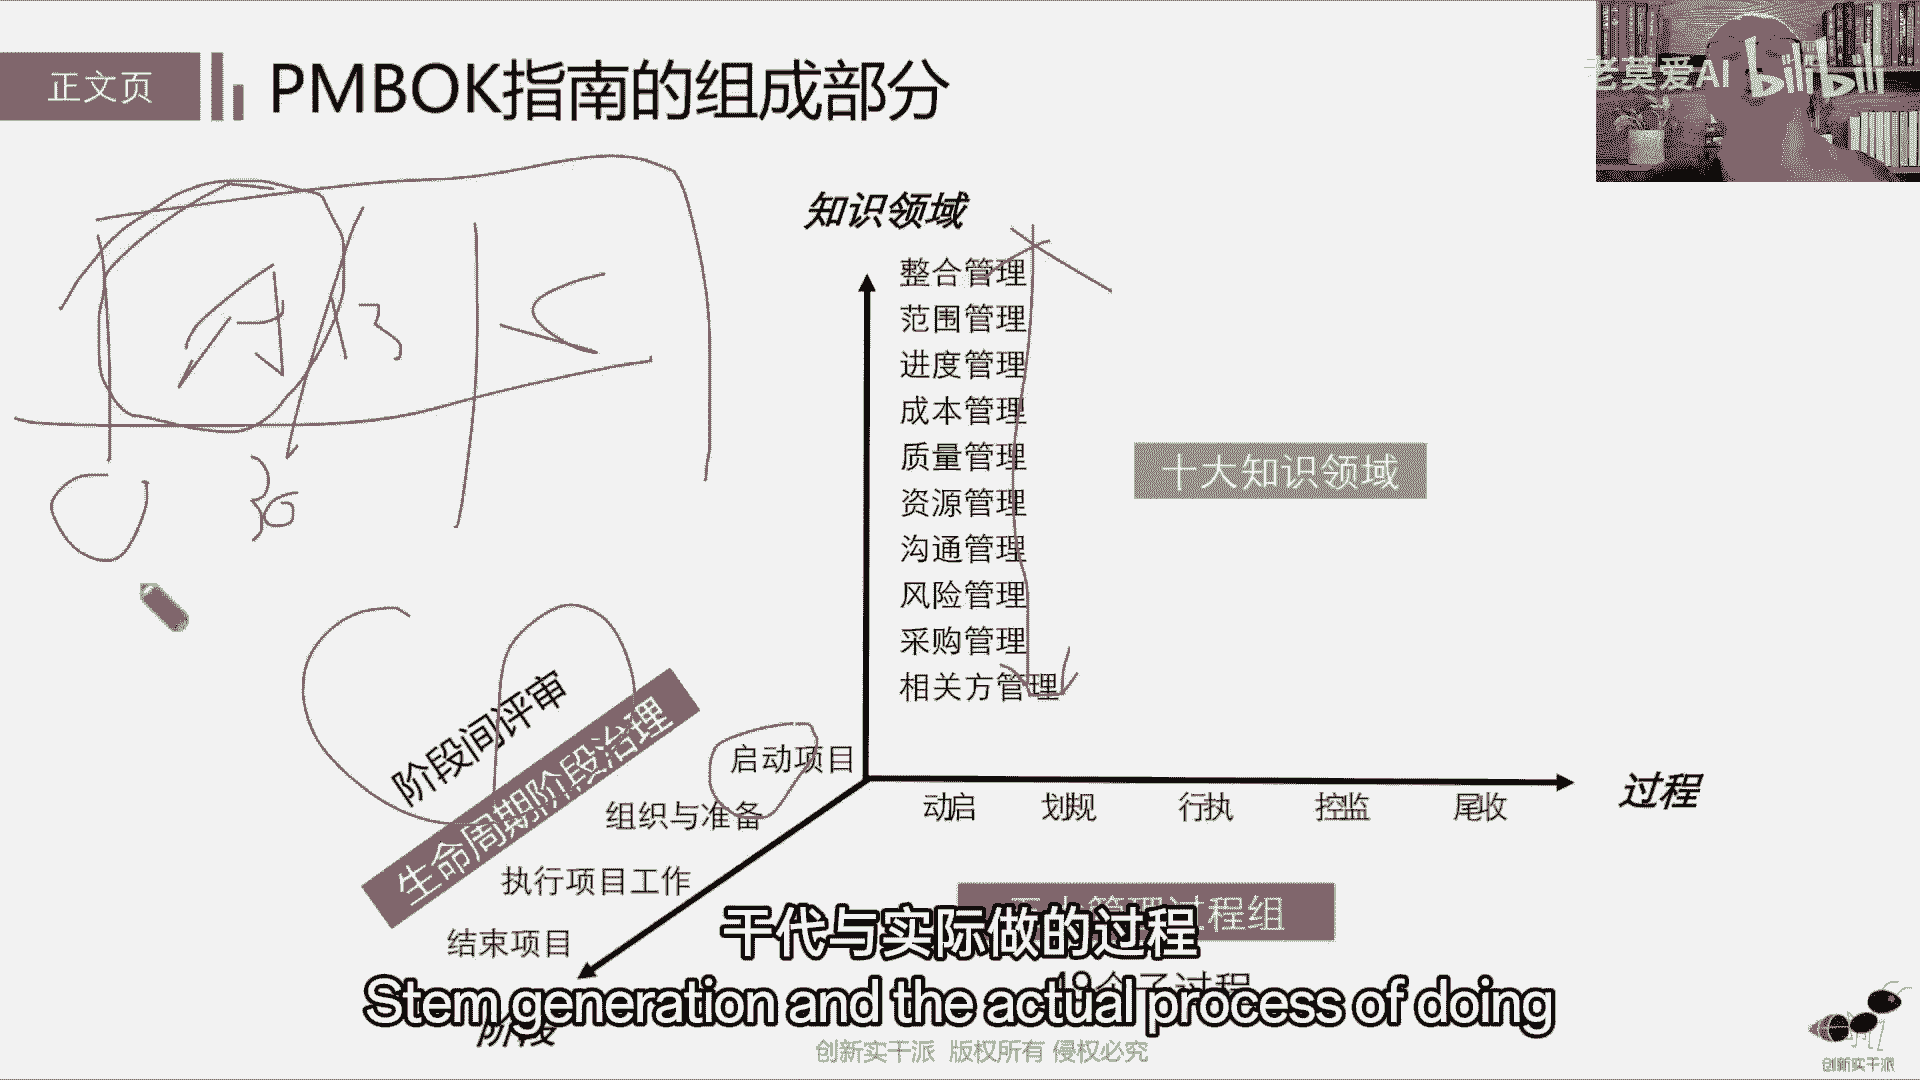 正文页
PMBOK指南的组成部分
老莫爱AI bilibili
知识领域
整合管理
范围管理
进度管理
成本管理
质量管理
资源管理
沟通管理
风险管理
采购管理
相关方管理
十大知识领域
A
B
C
36
阶段间评审
生命周期阶段治理
启动项目
组织与准备
执行项目工作
结束项目
阶段
动启
划规
行执
控监
尾收
过程
管理过程组
干代与实际做的过程
Stem generation and the actual process of doing
创新实干派 版权所有 侵权必究
创新实干派